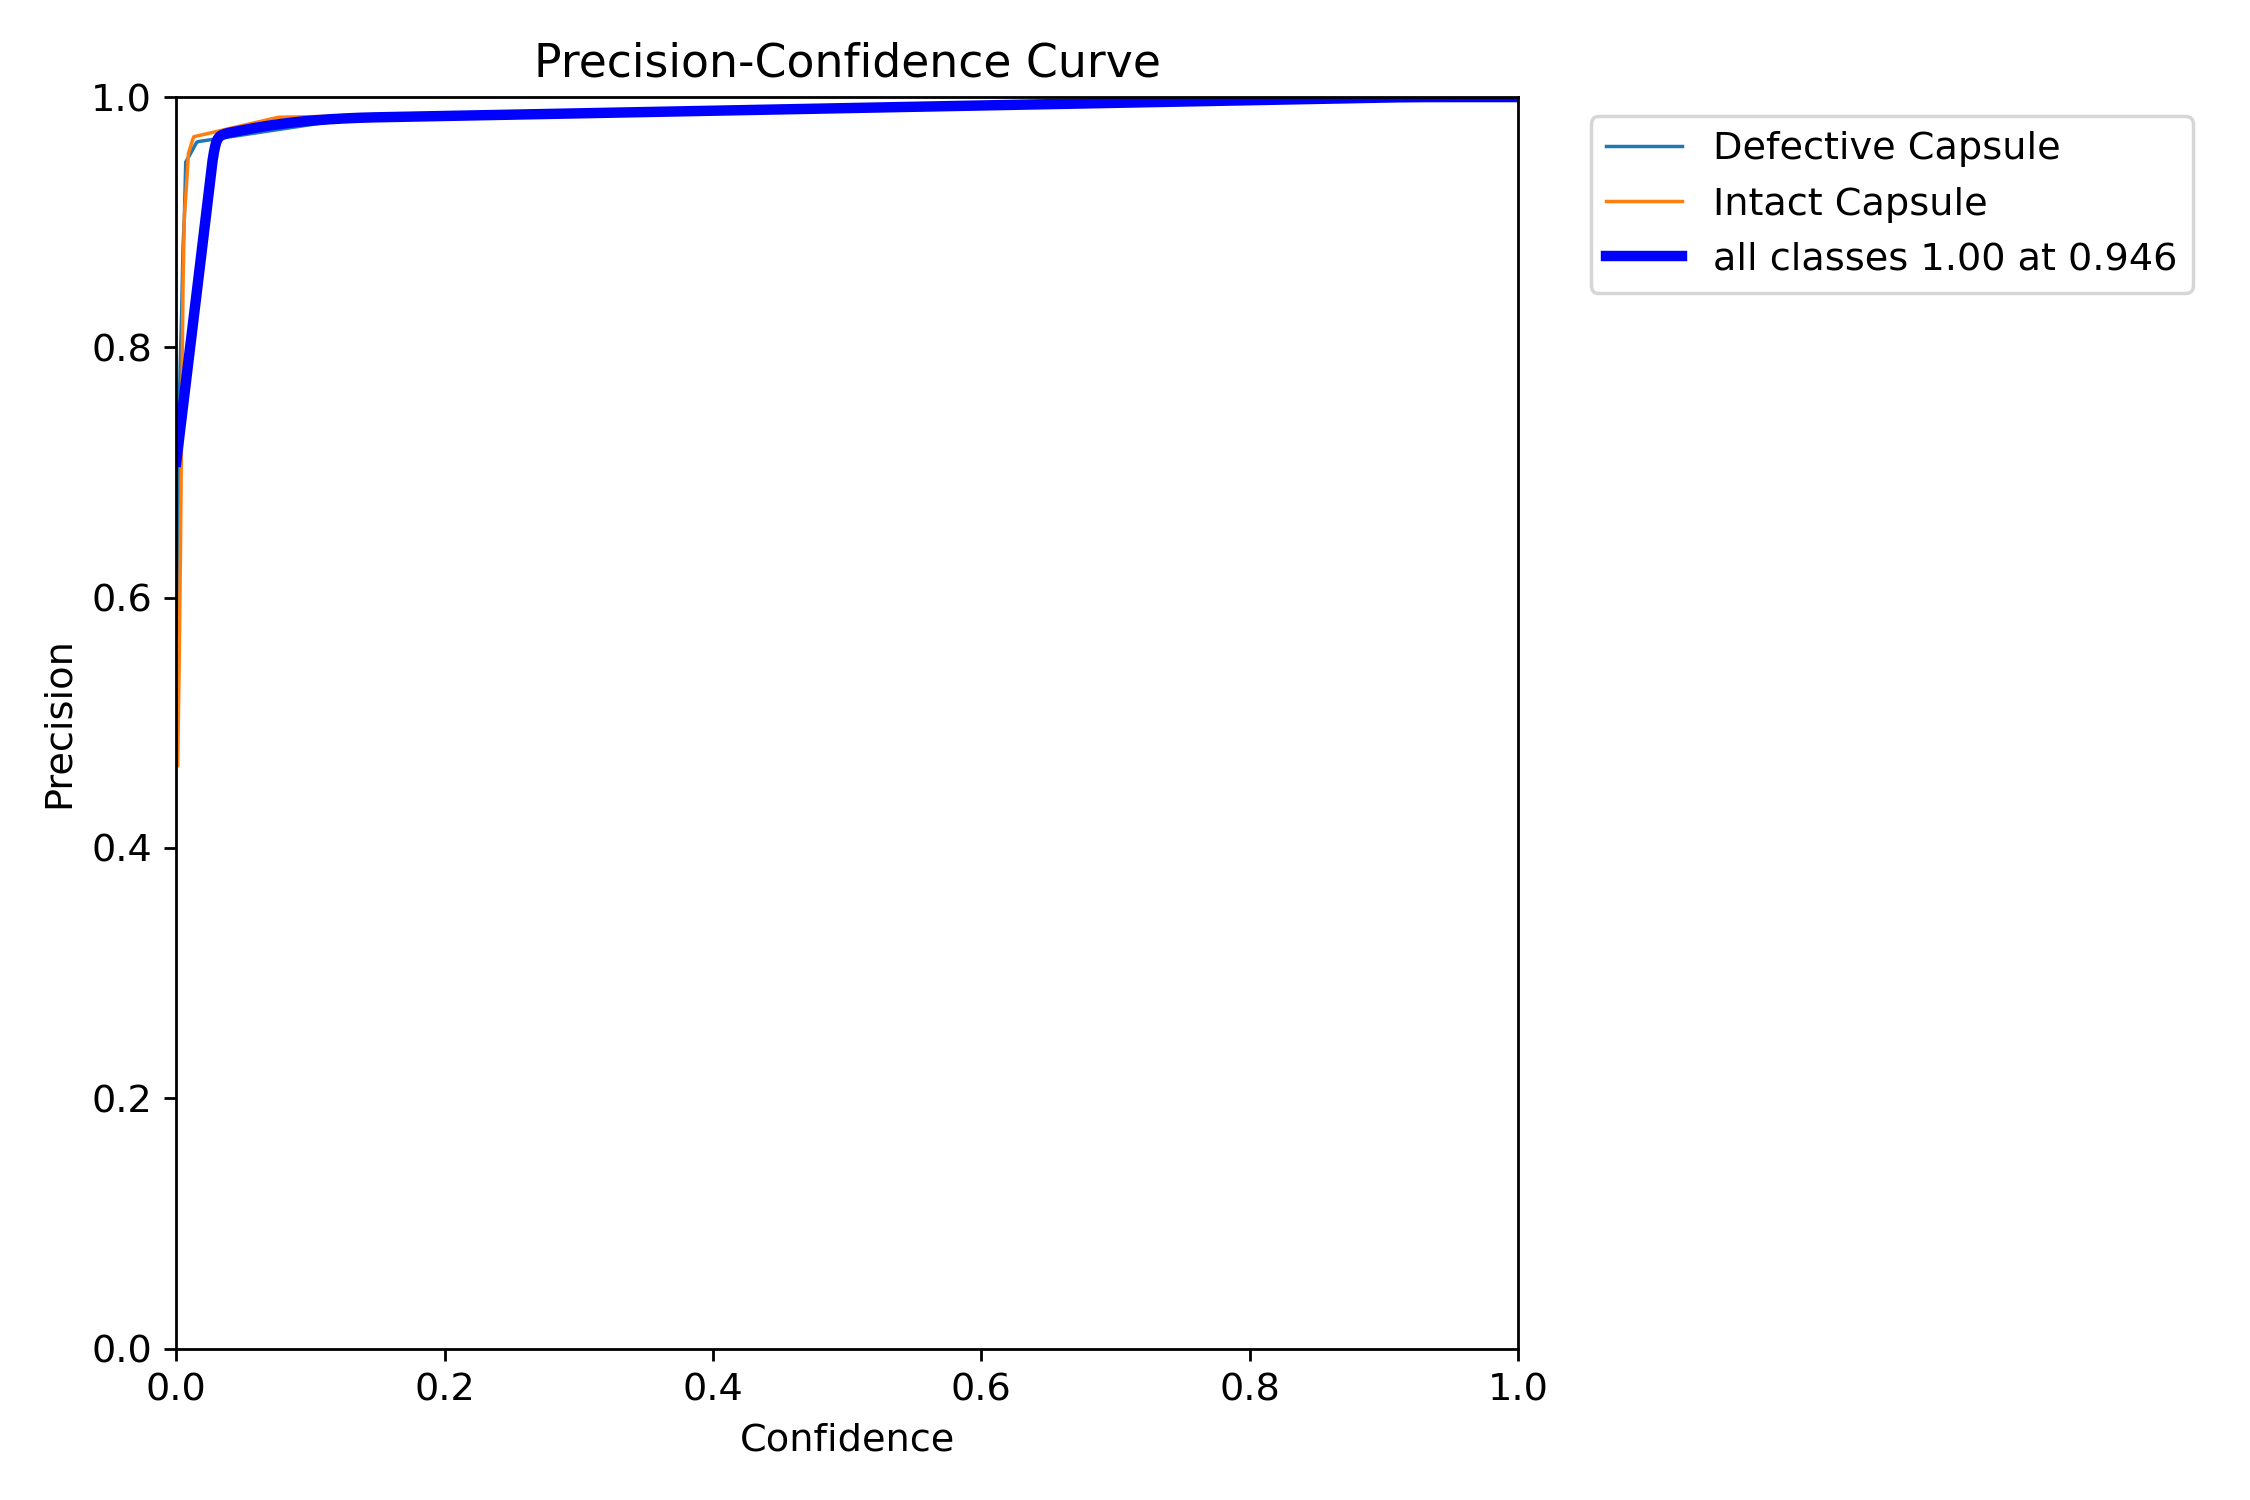 Precision-Confidence Curve
1.0
0.8
0.6
0.4
0.2
0.0
Precision
0.0 0.2 0.4 0.6 0.8 1.0
Confidence
Defective Capsule
Intact Capsule
all classes 1.00 at 0.946